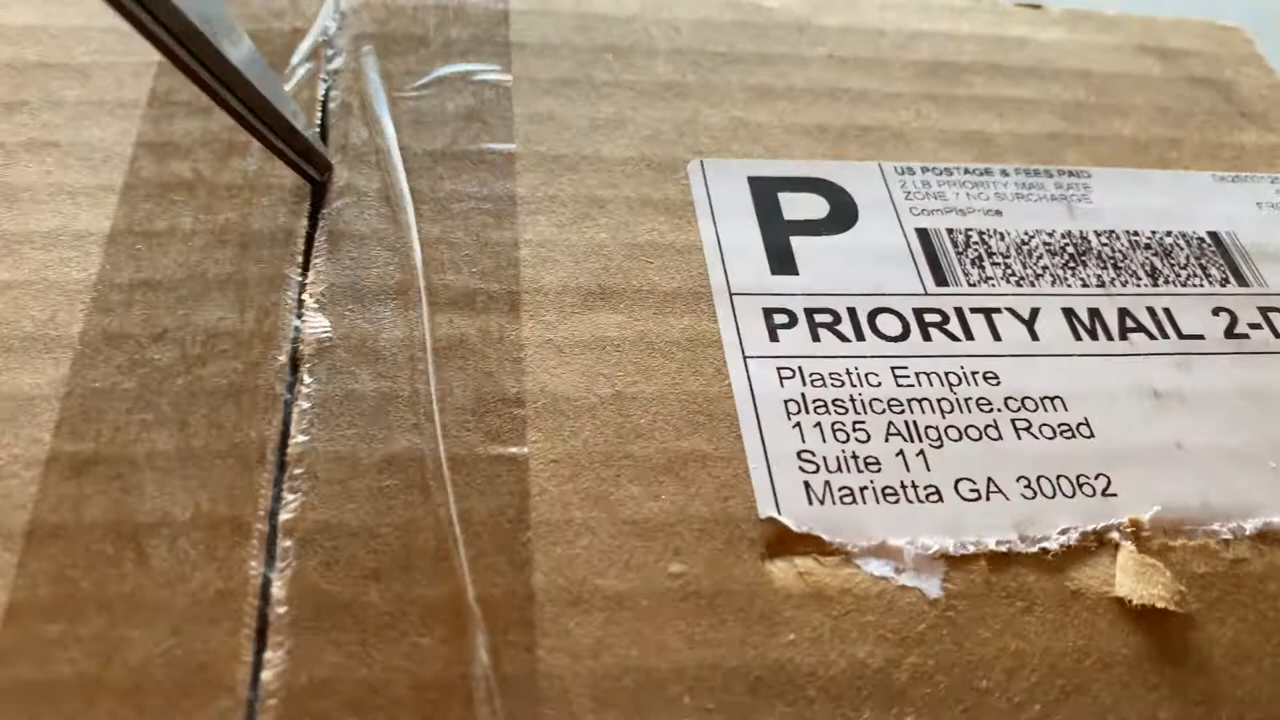 P
US POSTAGE & FEES PAID
2 LB PRIORITY MAIL RATE
ZONE 7 NO SURCHARGE
ComPlsPrice
PRIORITY MAIL 2-D
Plastic Empire
plasticempire.com
1165 Allgood Road
Suite 11
Marietta GA 30062